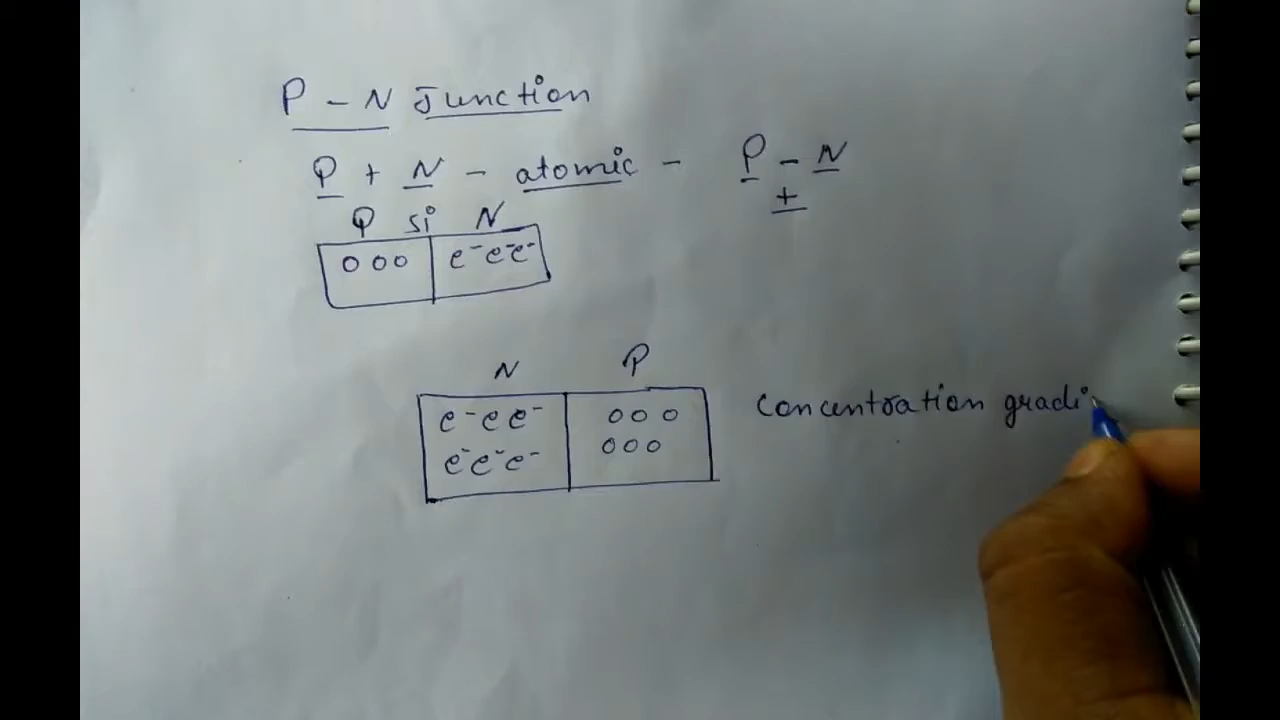 P - N Junction
P + N - atomic - P - N
+
P si N
o o o e⁻ e⁻ e⁻
N P
e⁻ e e⁻ o o o
e⁻ e⁻ e⁻ o o o
Concentration gradi